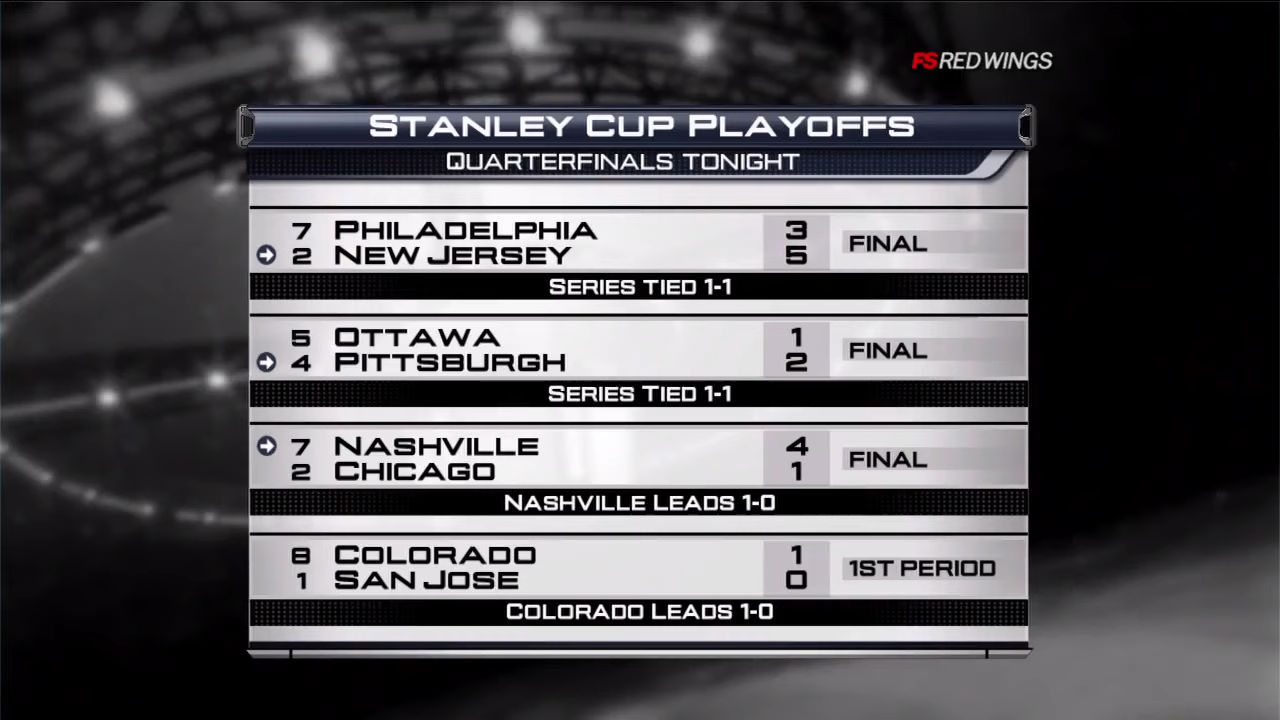 FS RED WINGS
STANLEY CUP PLAYOFFS
QUARTERFINALS TONIGHT
7 PHILADELPHIA 3
2 NEW JERSEY 5
FINAL
SERIES TIED 1-1
5 OTTAWA 1
4 PITTSBURGH 2
FINAL
SERIES TIED 1-1
7 NASHVILLE 4
2 CHICAGO 1
FINAL
NASHVILLE LEADS 1-0
8 COLORADO 1
1 SAN JOSE 0
1ST PERIOD
COLORADO LEADS 1-0